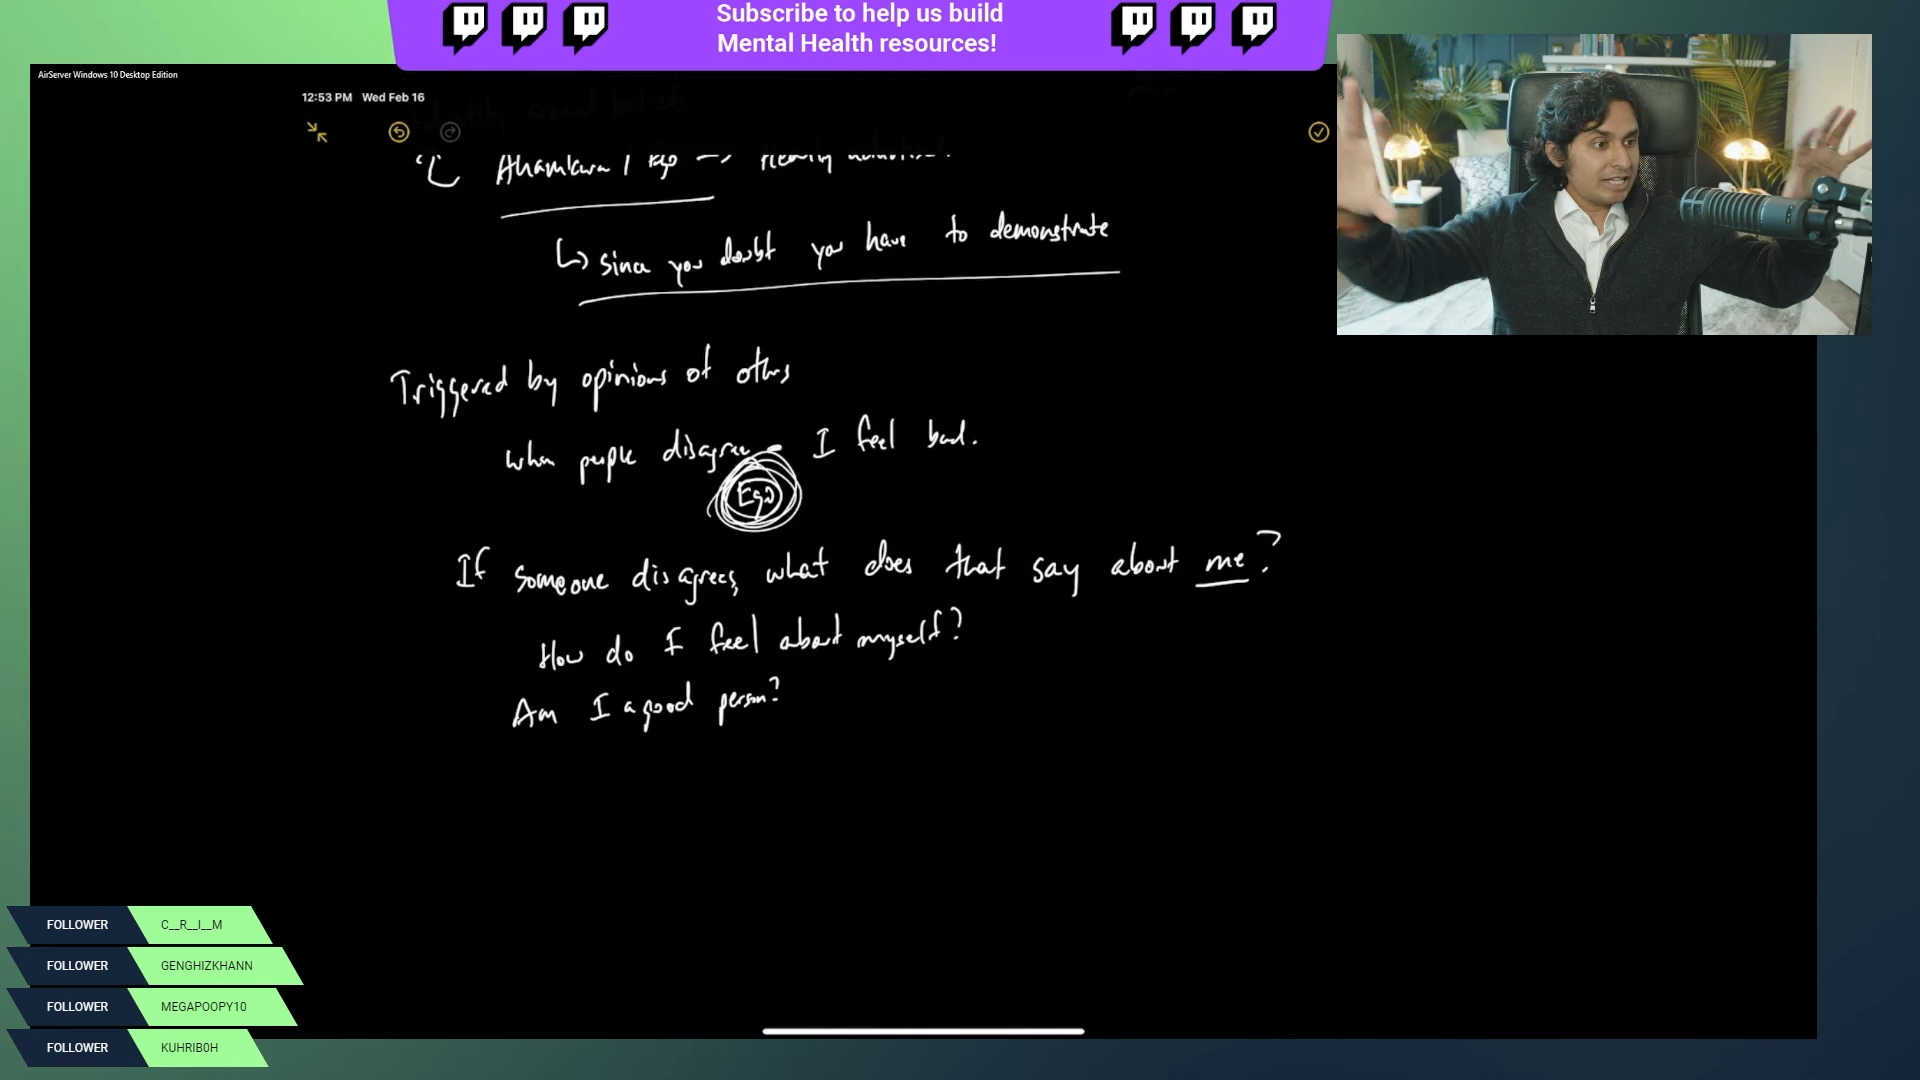 Subscribe to help us build
Mental Health resources!
AirServer Windows 10 Desktop Edition
12:53 PM Wed Feb 16
Ahamkara / Ego →
↳ Since you doubt you have to demonstrate
Triggered by opinions of others
when people disagree - I feel bad.
Ego
If someone disagrees, what does that say about me?
How do I feel about myself?
Am I a good person?
FOLLOWER C__R__I__M
FOLLOWER GENGHIZKHANN
FOLLOWER MEGAPOOPY10
FOLLOWER KUHRIB0H